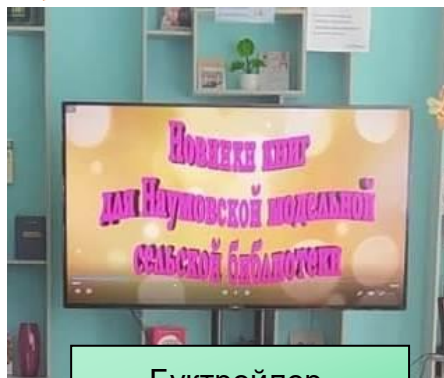 Новинки книг
для Наумовской модельной
сельской библиотеки
Буктрейлер